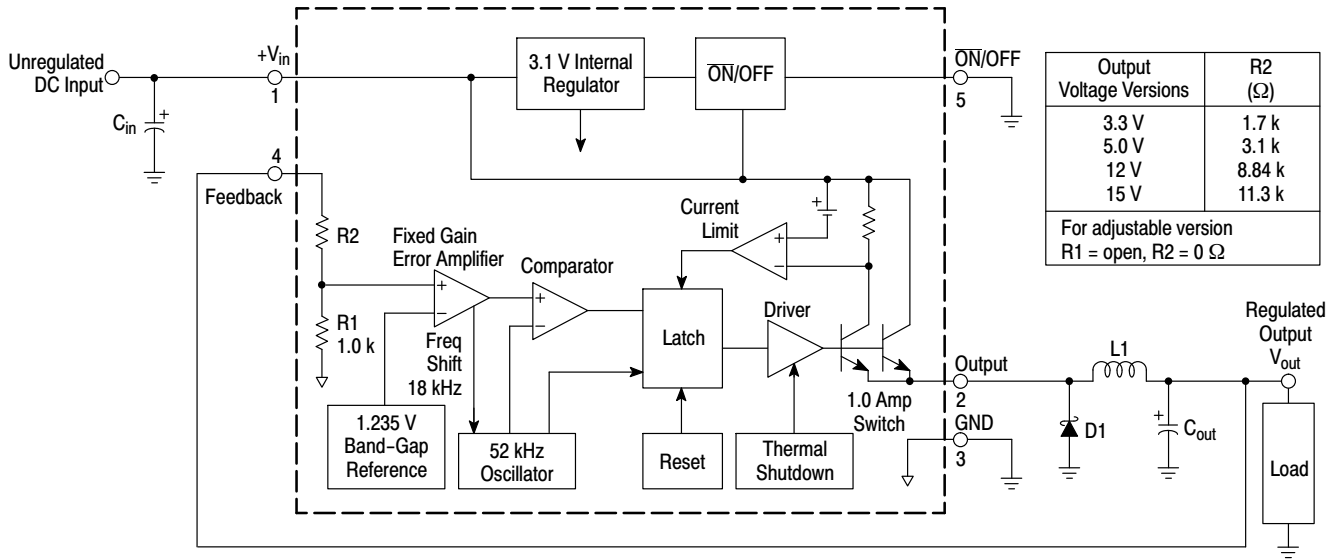 Unregulated
DC Input
Cin
+Vin
1
4
Feedback
3.1 V Internal
Regulator
ON/OFF
ON/OFF
5
Output
Voltage Versions
R2
(Ω)
3.3 V
1.7 k
5.0 V
3.1 k
12 V
8.84 k
15 V
11.3 k
For adjustable version
R1 = open, R2 = 0 Ω
R2
R1
1.0 k
Fixed Gain
Error Amplifier
+
−
Freq
Shift
18 kHz
Comparator
+
−
Current
Limit
+
−
+
Latch
Driver
1.0 Amp
Switch
1.235 V
Band-Gap
Reference
52 kHz
Oscillator
Reset
Thermal
Shutdown
Output
2
GND
3
L1
D1
+
Cout
Regulated
Output
Vout
Load
+